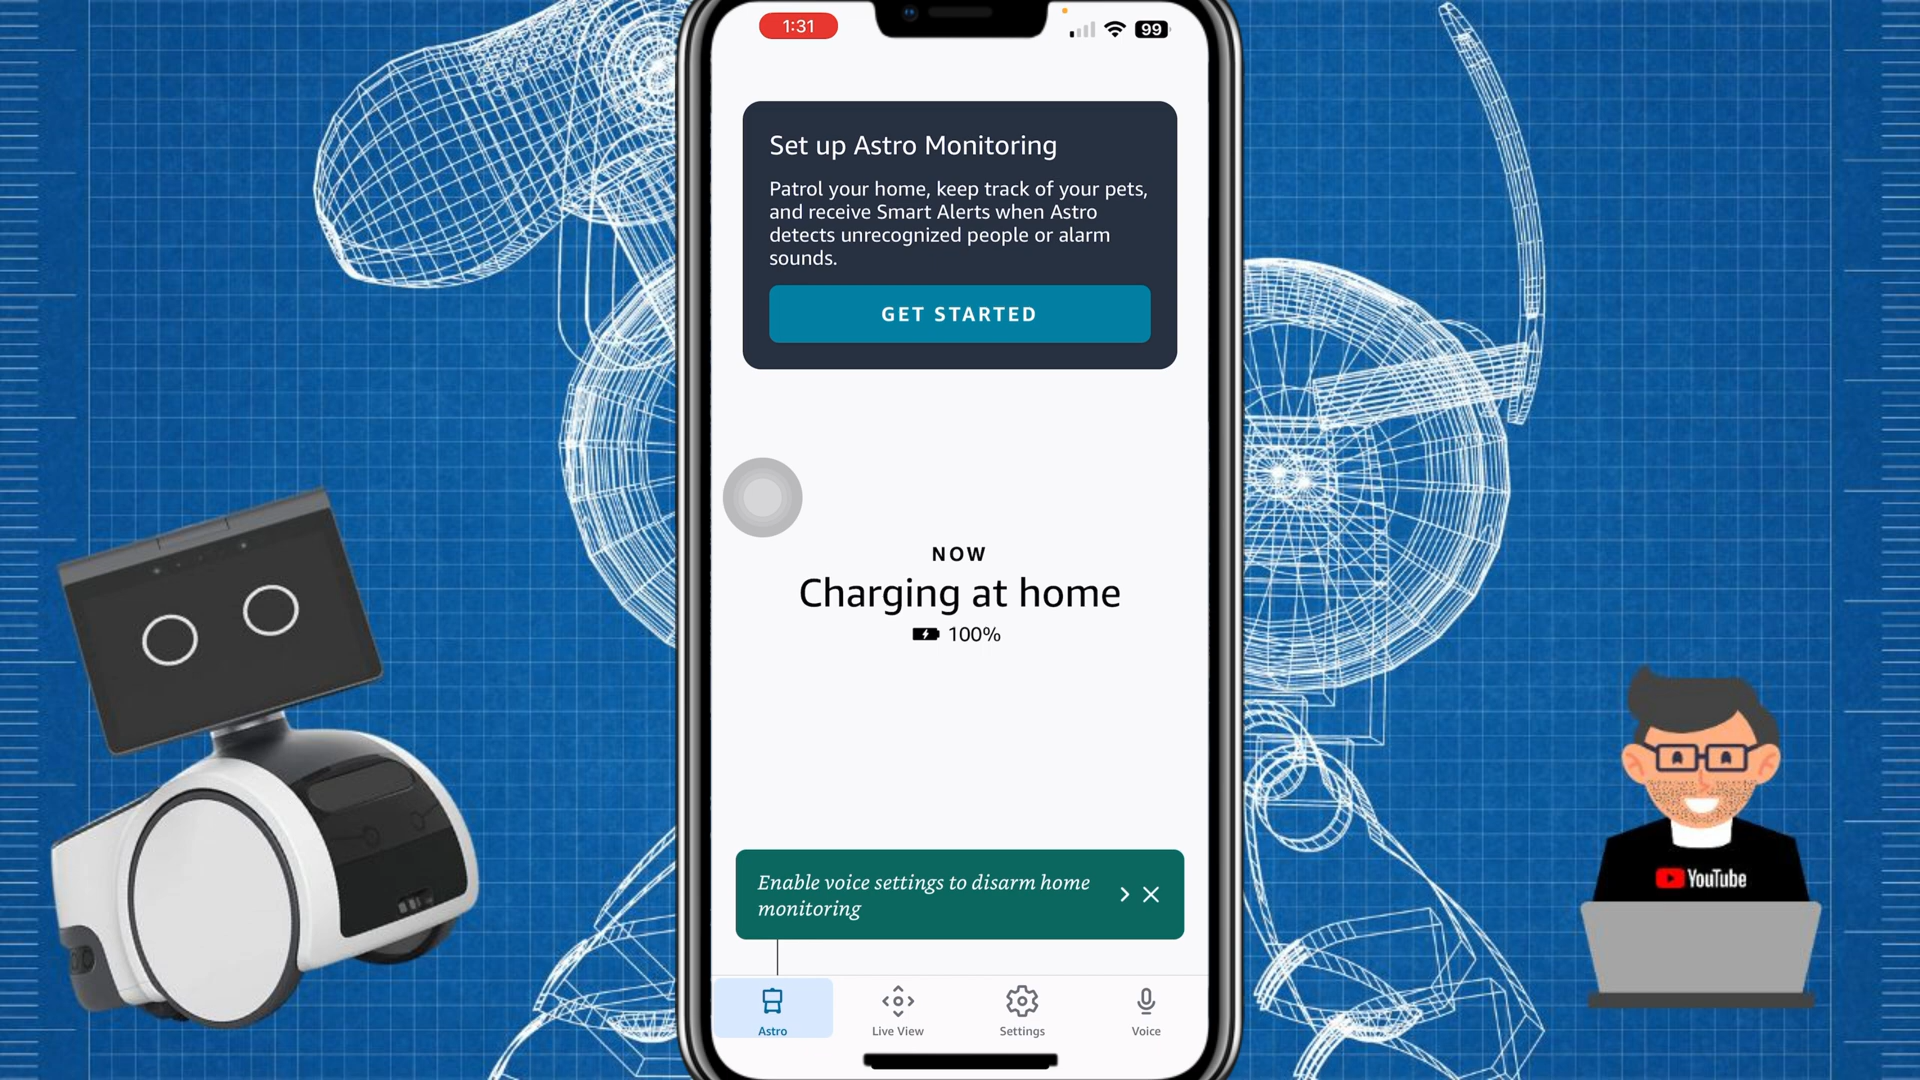 1:31
99
Set up Astro Monitoring
Patrol your home, keep track of your pets,
and receive Smart Alerts when Astro
detects unrecognized people or alarm
sounds.
GET STARTED
NOW
Charging at home
100%
Enable voice settings to disarm home
monitoring
Astro
Live View
Settings
Voice
YouTube